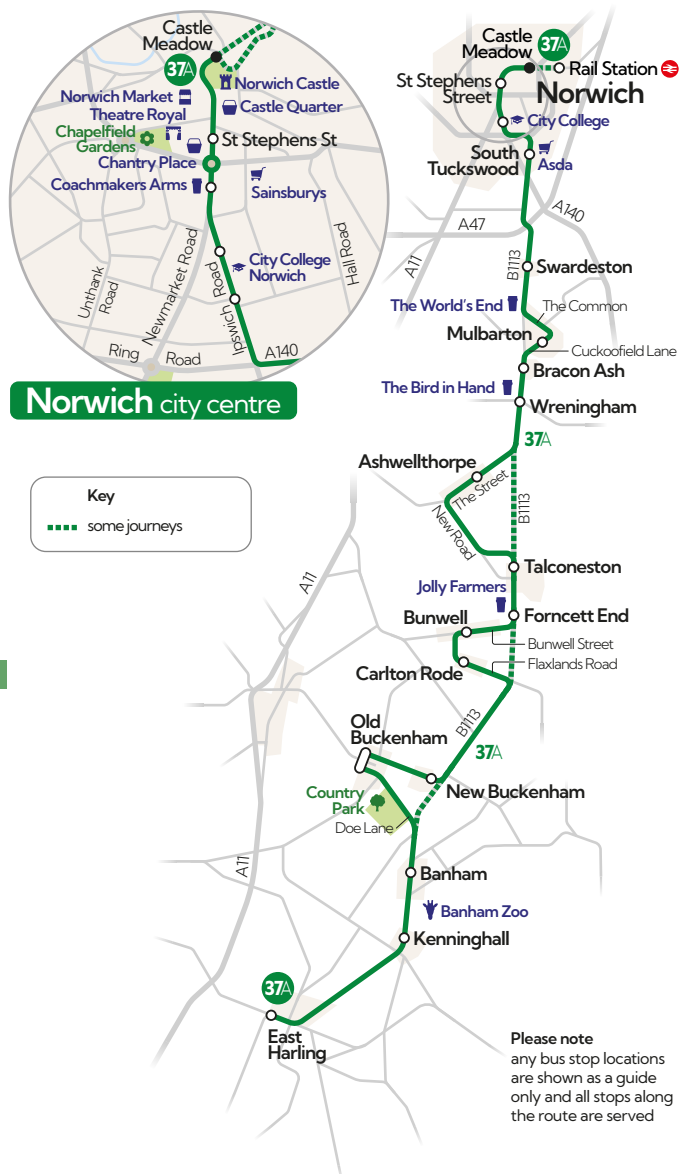 Castle
Meadow
37A
Norwich Castle
Norwich Market
Castle Quarter
Theatre Royal
Chapelfield
Gardens
St Stephens St
Chantry Place
Coachmakers Arms
Sainsburys
Newmarket Road
Unthank
Road
Ipswich Road
Hall Road
City College
Norwich
Ring Road
A140
Norwich city centre
Key
some journeys
Castle
Meadow
37A
Rail Station
St Stephens
Street
Norwich
City College
South
Tuckswood
Asda
A140
A47
A11
B1113
Swardeston
The World's End
The Common
Mulbarton
Cuckoofield Lane
Bracon Ash
The Bird in Hand
Wreningham
37A
Ashwellthorpe
The Street
New Road
B1113
Talconeston
A11
Jolly Farmers
Forncett End
Bunwell
Bunwell Street
Flaxlands Road
Carlton Rode
B1113
Old
Buckenham
37A
New Buckenham
Country
Park
Doe Lane
A11
Banham
Banham Zoo
Kenninghall
37A
East
Harling
Please note
any bus stop locations
are shown as a guide
only and all stops along
the route are served